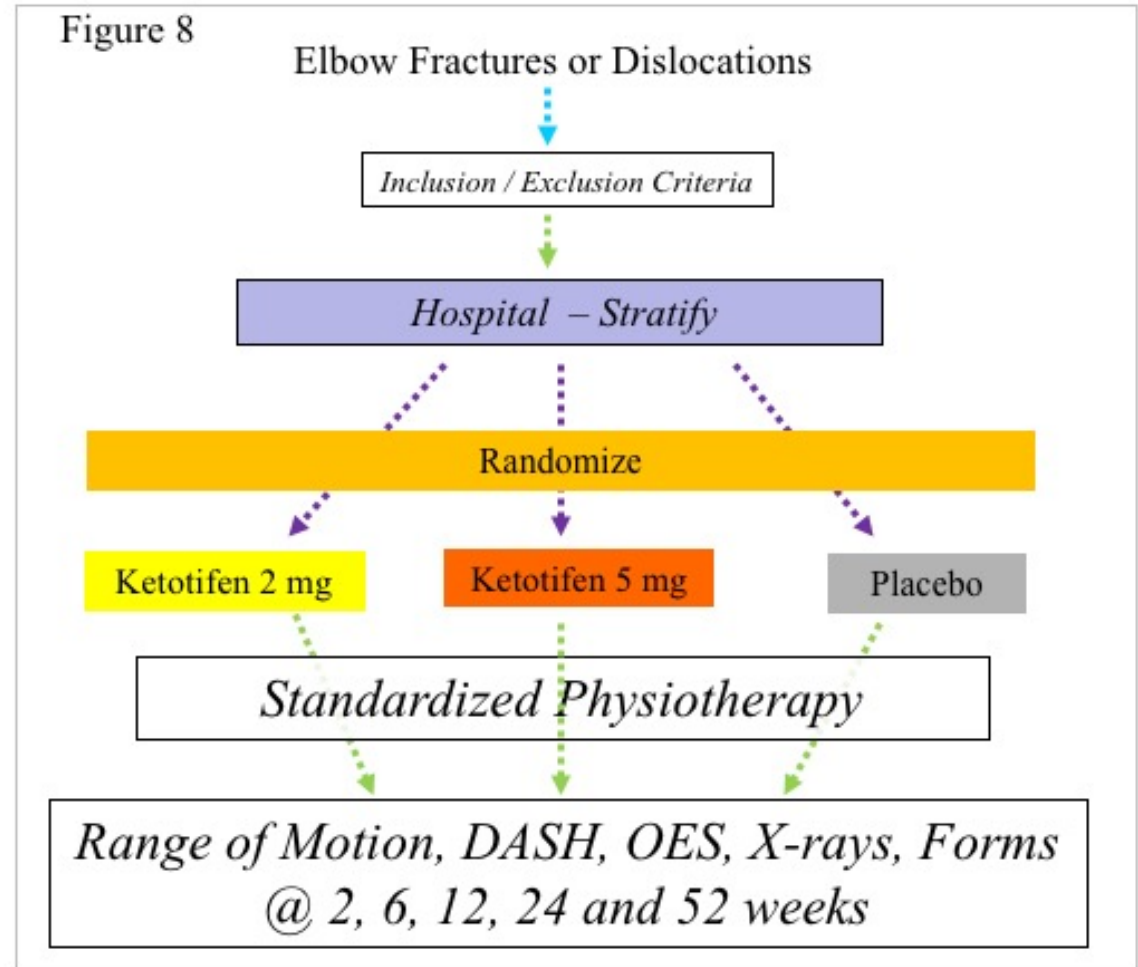 Figure 8
Elbow Fractures or Dislocations
Inclusion / Exclusion Criteria
Hospital – Stratify
Randomize
Ketotifen 2 mg
Ketotifen 5 mg
Placebo
Standardized Physiotherapy
Range of Motion, DASH, OES, X-rays, Forms
@ 2, 6, 12, 24 and 52 weeks